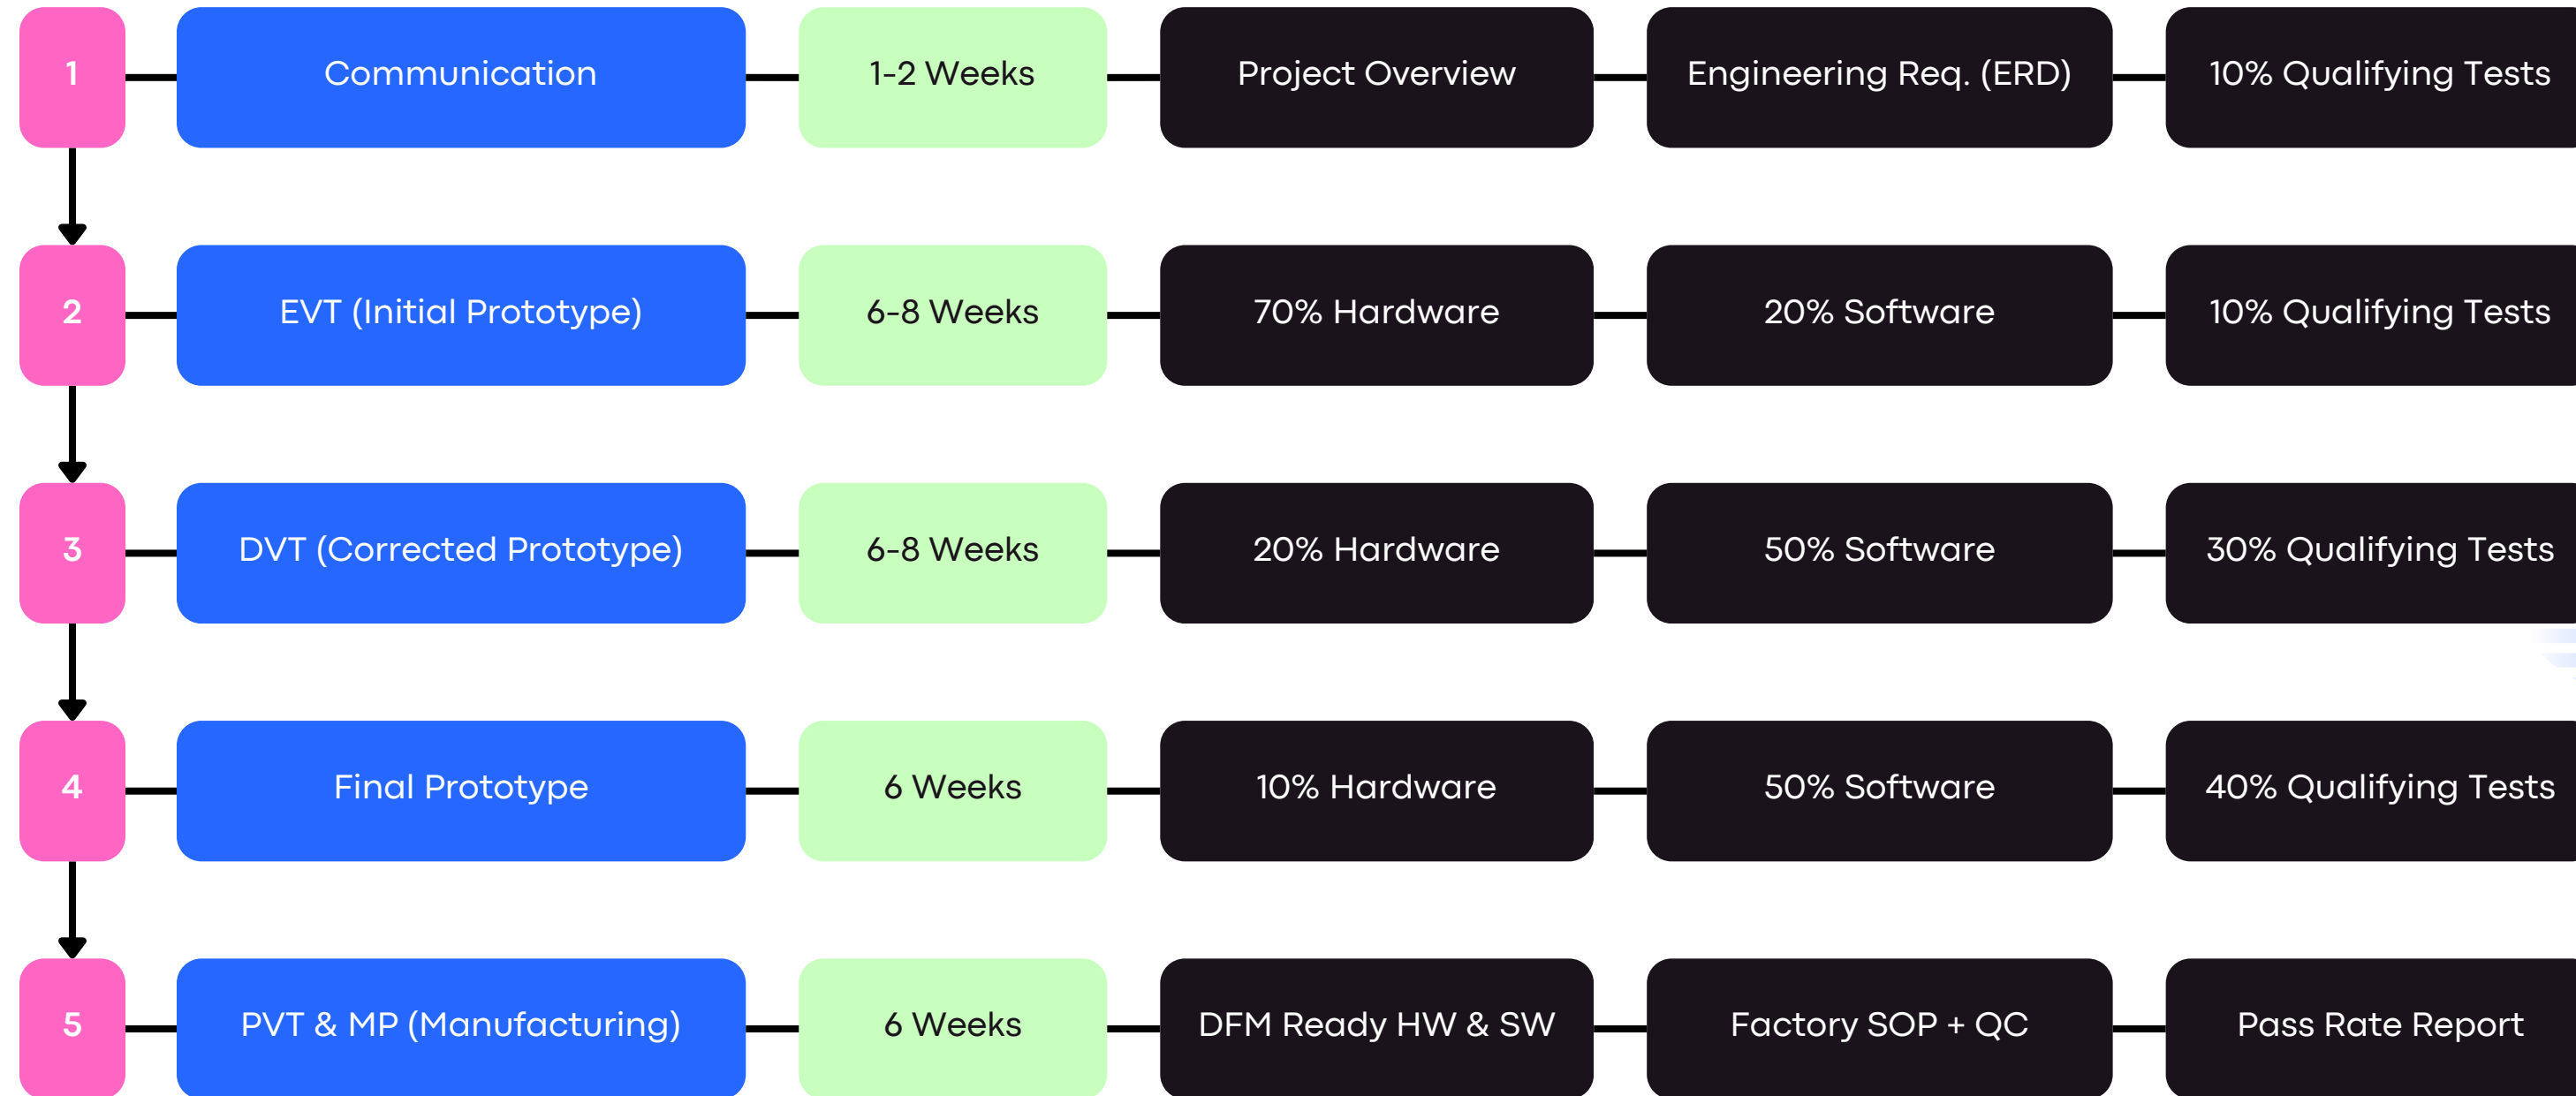 1
Communication
1-2 Weeks
Project Overview
Engineering Req. (ERD)
10% Qualifying Tests
2
EVT (Initial Prototype)
6-8 Weeks
70% Hardware
20% Software
10% Qualifying Tests
3
DVT (Corrected Prototype)
6-8 Weeks
20% Hardware
50% Software
30% Qualifying Tests
4
Final Prototype
6 Weeks
10% Hardware
50% Software
40% Qualifying Tests
5
PVT & MP (Manufacturing)
6 Weeks
DFM Ready HW & SW
Factory SOP + QC
Pass Rate Report